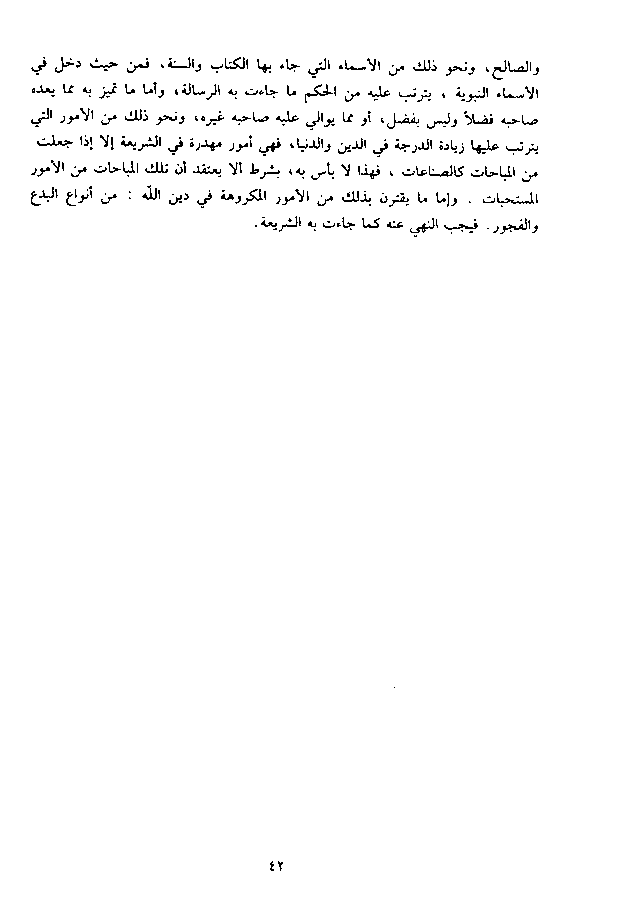 والصالح، ونحو ذلك من الأسماء التي جاء بها الكتاب والسنة، فمن حيث دخل في
الأسماء النبوية ، يترتب عليه من الحكم ما جاءت به الرسالة، وأما ما تميز به مما يعده
صاحبه فضلاً وليس بفضل، أو مما يوالي عليه صاحبه غيره، ونحو ذلك من الأمور التي
يترتب عليها زيادة الدرجة في الدين والدنيا، فهي أمور مهدرة في الشريعة إلا إذا جعلت
من المباحات كالصناعات ، فهذا لا بأس به، بشرط ألا يعتقد أن تلك المباحات من الأمور
المستحبات . وإما ما يقترن بذلك من الأمور المكروهة في دين الله : من أنواع البدع
والفجور. فيجب النهي عنه كما جاءت به الشريعة.
٤٢